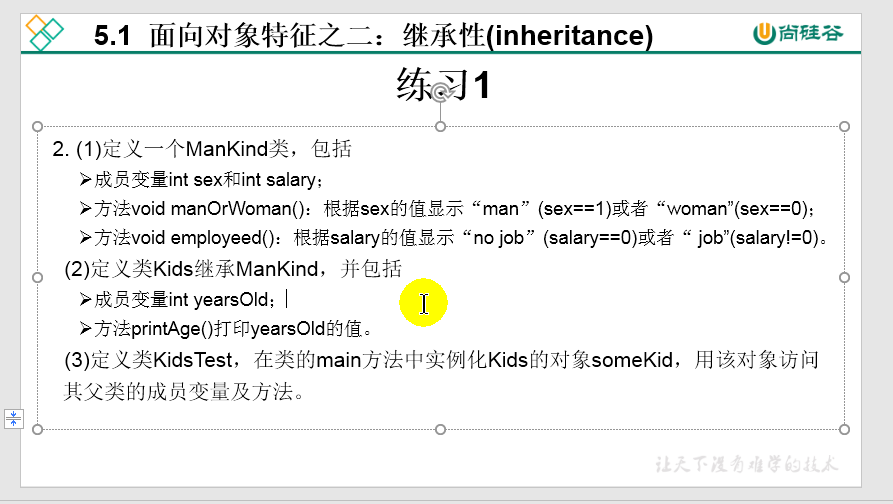 5.1 面向对象特征之二：继承性(inheritance)
尚硅谷
练习1
2. (1)定义一个ManKind类，包括
➢成员变量int sex和int salary；
➢方法void manOrWoman()：根据sex的值显示“man”(sex==1)或者“woman”(sex==0)；
➢方法void employeed()：根据salary的值显示“no job”(salary==0)或者“ job”(salary!=0)。
(2)定义类Kids继承ManKind，并包括
➢成员变量int yearsOld；
➢方法printAge()打印yearsOld的值。
(3)定义类KidsTest，在类的main方法中实例化Kids的对象someKid，用该对象访问
其父类的成员变量及方法。
让天下没有难学的技术